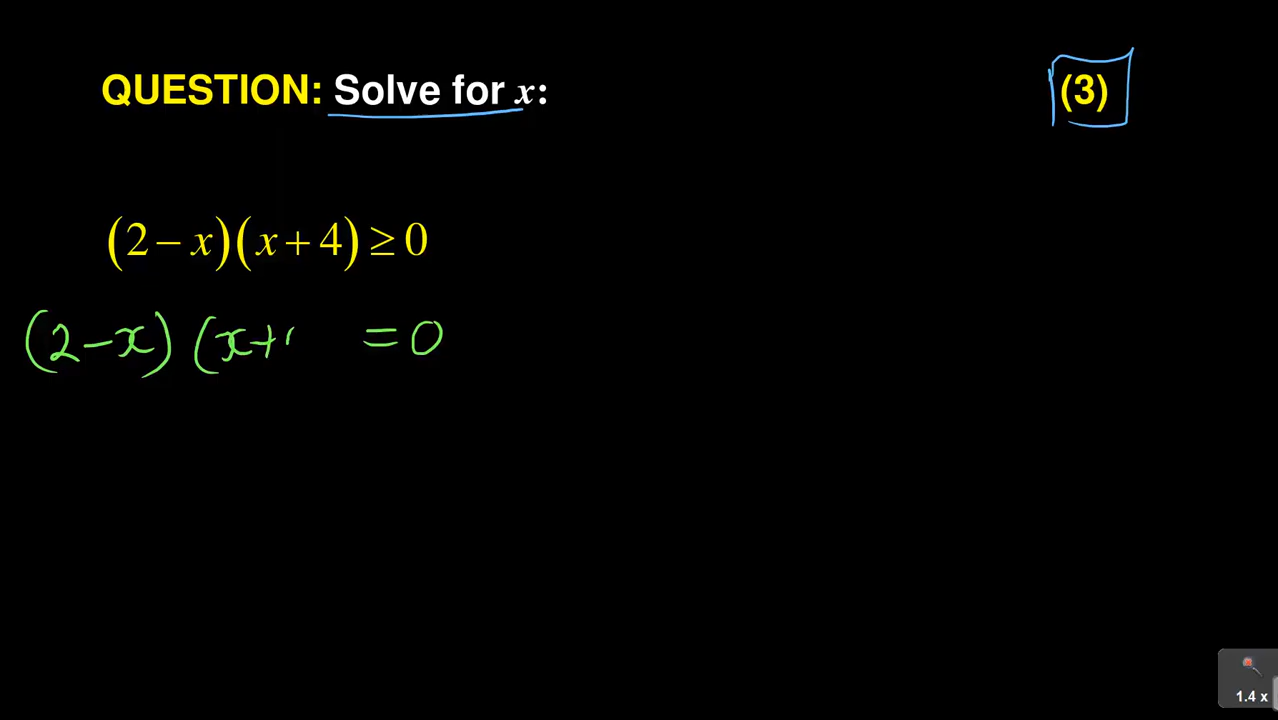 QUESTION: Solve for x: (3)
(2 − x)(x + 4) ≥ 0
(2 − x) (x + = 0
1.4 x